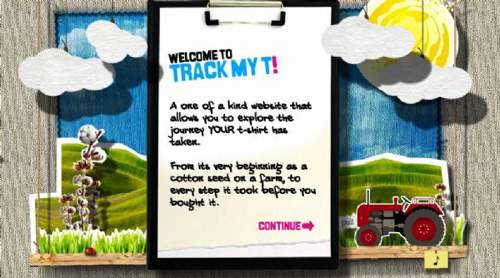 WELCOME TO
TRACK MY T!
A one of a kind website that
allows you to explore the
journey YOUR t-shirt has
taken.
From its very beginning as a
cotton seed on a farm, to
every step it took before you
bought it.
CONTINUE